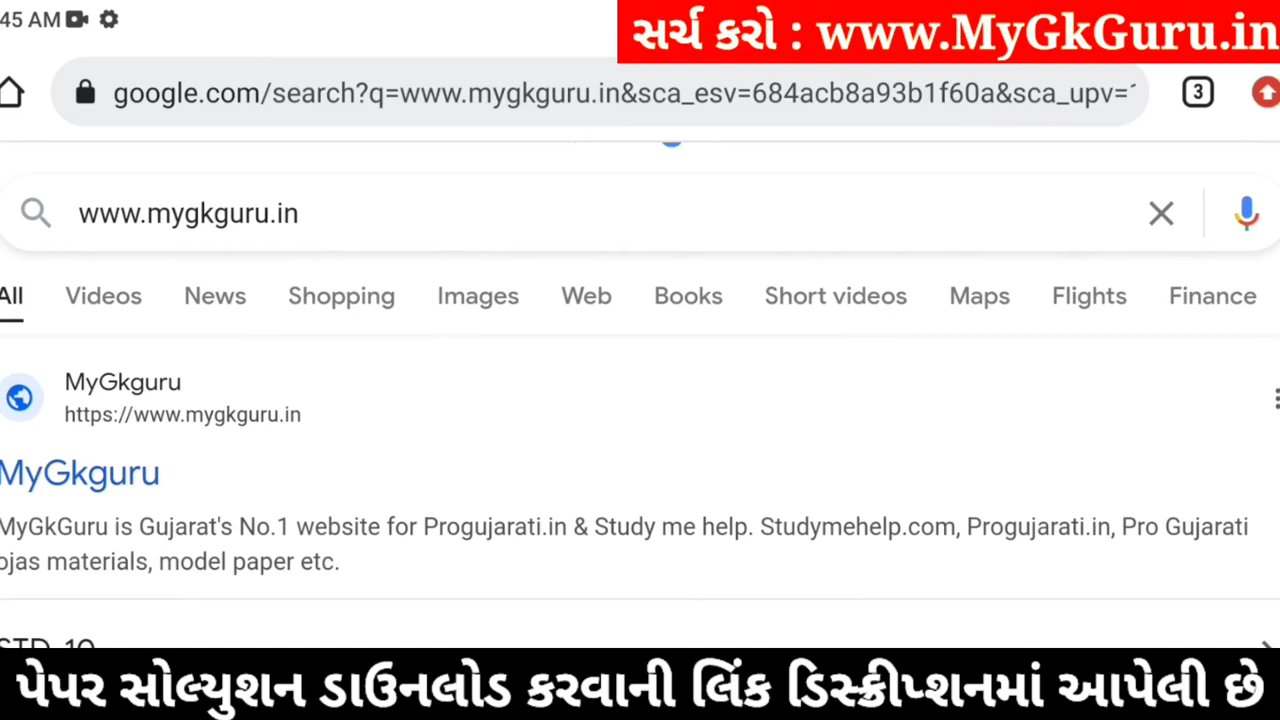 45 AM
સર્ચ કરો : www.MyGkGuru.in
google.com/search?q=www.mygkguru.in&sca_esv=684acb8a93b1f60a&sca_upv=
3
www.mygkguru.in
All Videos News Shopping Images Web Books Short videos Maps Flights Finance
MyGkguru
https://www.mygkguru.in
MyGkguru
MyGkGuru is Gujarat's No.1 website for Progujarati.in & Study me help. Studymehelp.com, Progujarati.in, Pro Gujarati
ojas materials, model paper etc.
STD 10
પેપર સોલ્યુશન ડાઉનલોડ કરવાની લિંક ડિસ્ક્રીપ્શનમાં આપેલી છે